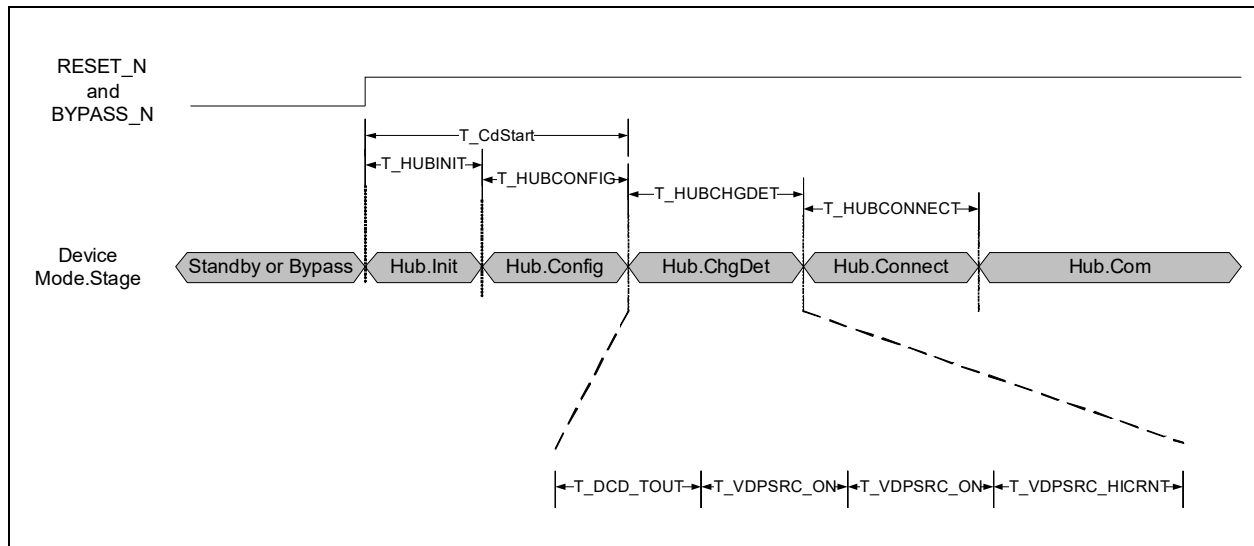 RESET_N
and
BYPASS_N
T_CdStart
T_HUBINIT
T_HUBCONFIG
T_HUBCHGDET
T_HUBCONNECT
Device
Mode.Stage
Standby or Bypass
Hub.Init
Hub.Config
Hub.ChgDet
Hub.Connect
Hub.Com
T_DCD_TOUT
T_VDPSRC_ON
T_VDPSRC_ON
T_VDPSRC_HICRNT